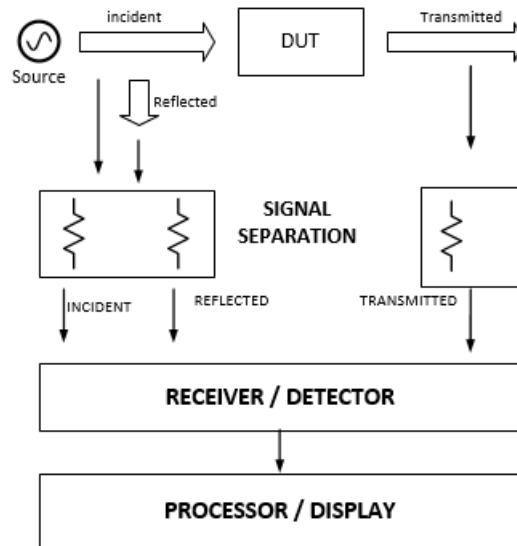 incident
Transmitted
DUT
Source
Reflected
SIGNAL
SEPARATION
INCIDENT
REFLECTED
TRANSMITTED
RECEIVER / DETECTOR
PROCESSOR / DISPLAY